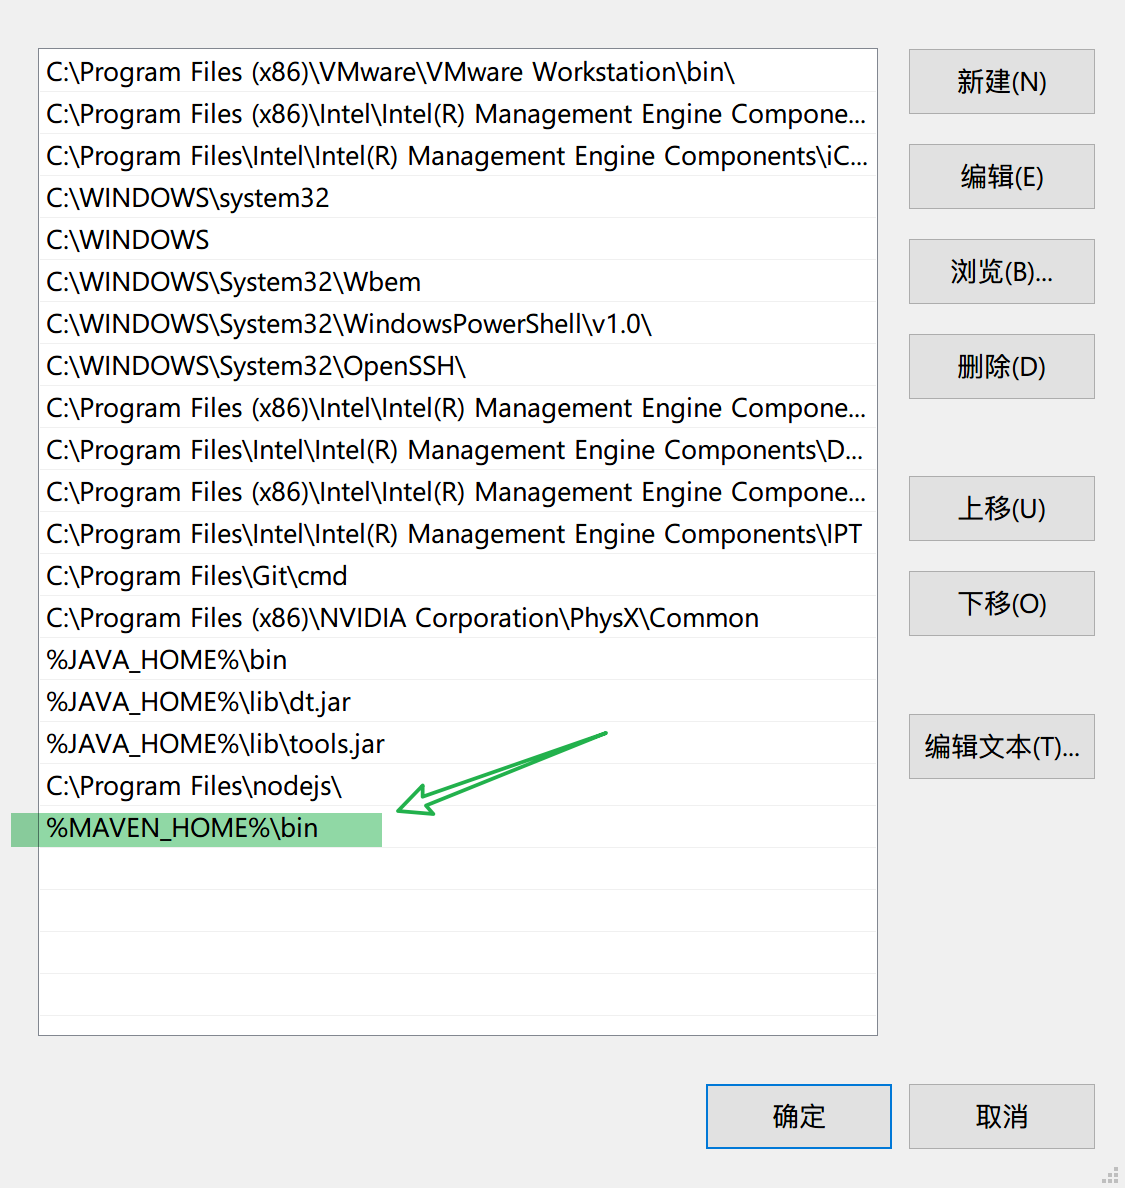 C:\Program Files (x86)\VMware\VMware Workstation\bin\
C:\Program Files (x86)\Intel\Intel(R) Management Engine Compone...
C:\Program Files\Intel\Intel(R) Management Engine Components\iC...
C:\WINDOWS\system32
C:\WINDOWS
C:\WINDOWS\System32\Wbem
C:\WINDOWS\System32\WindowsPowerShell\v1.0\
C:\WINDOWS\System32\OpenSSH\
C:\Program Files (x86)\Intel\Intel(R) Management Engine Compone...
C:\Program Files\Intel\Intel(R) Management Engine Components\D...
C:\Program Files (x86)\Intel\Intel(R) Management Engine Compone...
C:\Program Files\Intel\Intel(R) Management Engine Components\IPT
C:\Program Files\Git\cmd
C:\Program Files (x86)\NVIDIA Corporation\PhysX\Common
%JAVA_HOME%\bin
%JAVA_HOME%\lib\dt.jar
%JAVA_HOME%\lib\tools.jar
C:\Program Files\nodejs\
%MAVEN_HOME%\bin
新建(N)
编辑(E)
浏览(B)...
删除(D)
上移(U)
下移(O)
编辑文本(T)...
确定
取消